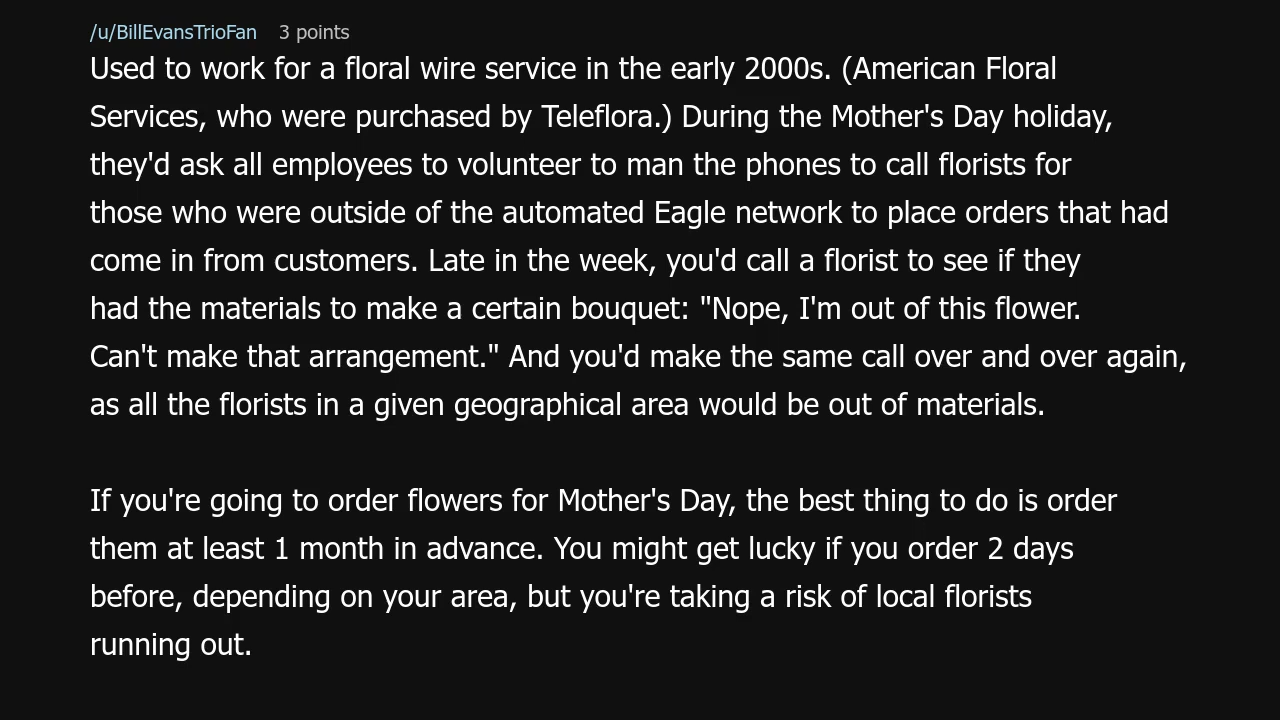 /u/BillEvansTrioFan 3 points
Used to work for a floral wire service in the early 2000s. (American Floral
Services, who were purchased by Teleflora.) During the Mother's Day holiday,
they'd ask all employees to volunteer to man the phones to call florists for
those who were outside of the automated Eagle network to place orders that had
come in from customers. Late in the week, you'd call a florist to see if they
had the materials to make a certain bouquet: "Nope, I'm out of this flower.
Can't make that arrangement." And you'd make the same call over and over again,
as all the florists in a given geographical area would be out of materials.
If you're going to order flowers for Mother's Day, the best thing to do is order
them at least 1 month in advance. You might get lucky if you order 2 days
before, depending on your area, but you're taking a risk of local florists
running out.